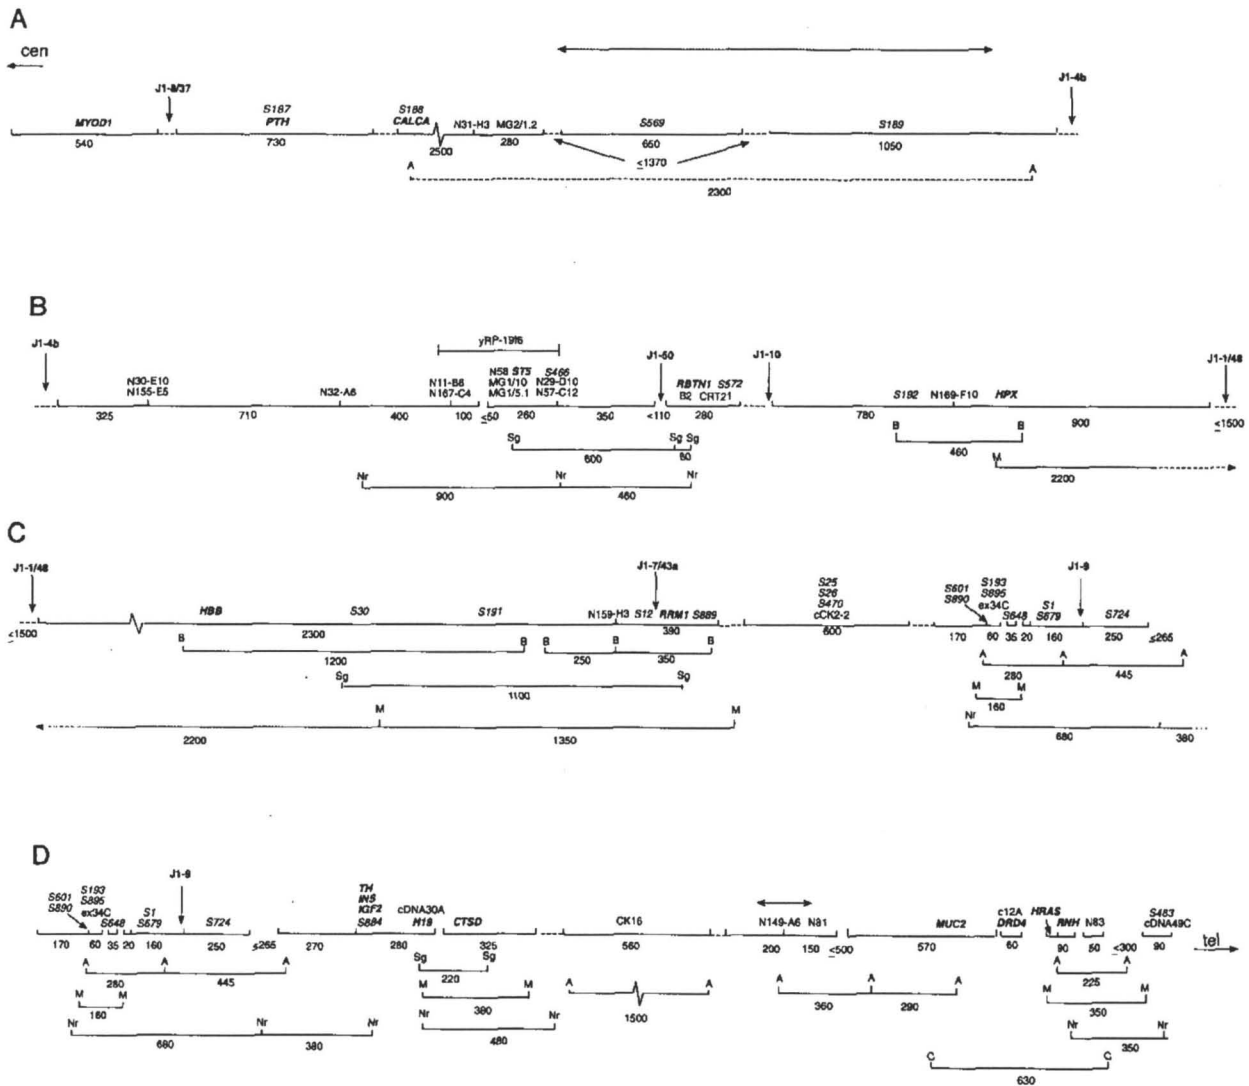 A
cen
J1-8/37
J1-4b
S187
S188
MYOD1
PTH
CALCA
N31-H3 MG2/1.2
S569
S189
540
730
2500
280
650
1050
≤1370
A
A
2300
B
J1-4b
yRP-19f6
J1-60
J1-10
J1-1/48
N30-E10
N155-E5
N32-A6
N11-B8
N167-C4
N58 ST5
MG1/10
MG1/5.1
S466
N29-D10
N57-C12
RBTN1 S572
B2 CRT21
S192
N169-F10
HPX
325
710
400
100
≤60
260
350
<110
280
780
900
≤1500
Sg
Sg
Sg
600
80
B
B
460
M
2200
Nr
Nr
Nr
900
460
C
J1-1/48
J1-7/43a
J1-9
HBB
S30
S191
N159-H3 S12 RRM1 S889
S25
S26
S470
cCK2-2
S601
S890
S193
S895
ex34C
S648
S1
S679
S724
≤1500
2300
390
600
170
60
35
20
160
250
≤265
B
B
B
B
B
1200
250
350
A
A
A
280
445
Sg
Sg
1100
M
M
160
M
M
2200
1350
Nr
680
380
D
J1-9
S601
S890
S193
S895
ex34C
S648
S1
S679
S724
TH
INS
IGF2
S884
cDNA30A
H19
CTSD
CK16
N149-A6 N81
MUC2
c12A
DRD4
HRAS
RNH
N83
S483
cDNA49C
tel
170
60
35
20
160
250
≤265
270
280
325
560
200
150
≤500
570
60
90
50
≤300
90
A
A
A
280
445
Sg
Sg
220
A
A
1500
A
A
A
360
290
A
A
225
M
M
160
M
M
380
M
M
350
Nr
Nr
Nr
680
380
Nr
Nr
480
Nr
Nr
350
C
C
630